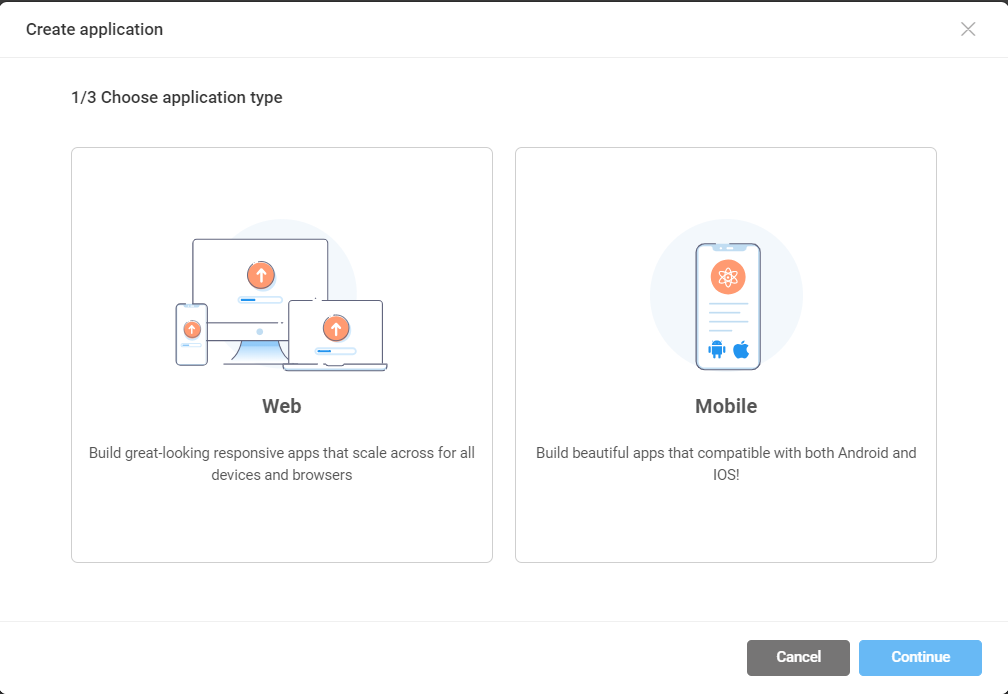 Create application
1/3 Choose application type
Web
Build great-looking responsive apps that scale across for all
devices and browsers
Mobile
Build beautiful apps that compatible with both Android and
IOS!
Cancel
Continue